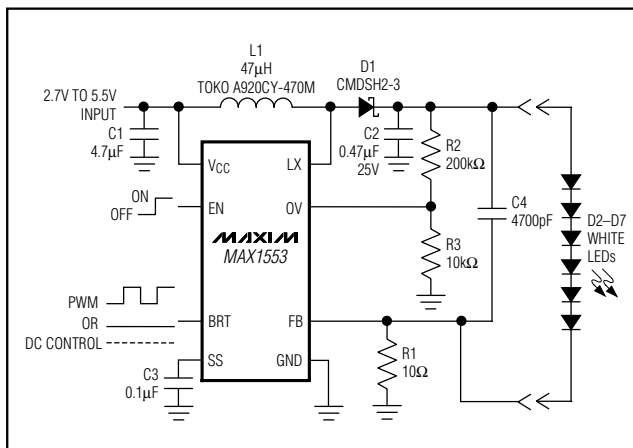 L1
47µH
TOKO A920CY-470M
D1
CMDSH2-3
2.7V TO 5.5V
INPUT
C1
4.7µF
C2
0.47µF
25V
R2
200kΩ
VCC
LX
C4
4700pF
ON
OFF
EN
OV
D2–D7
WHITE
LEDs
MAXIM
MAX1553
R3
10kΩ
PWM
OR
DC CONTROL
BRT
FB
SS
GND
R1
10Ω
C3
0.1µF